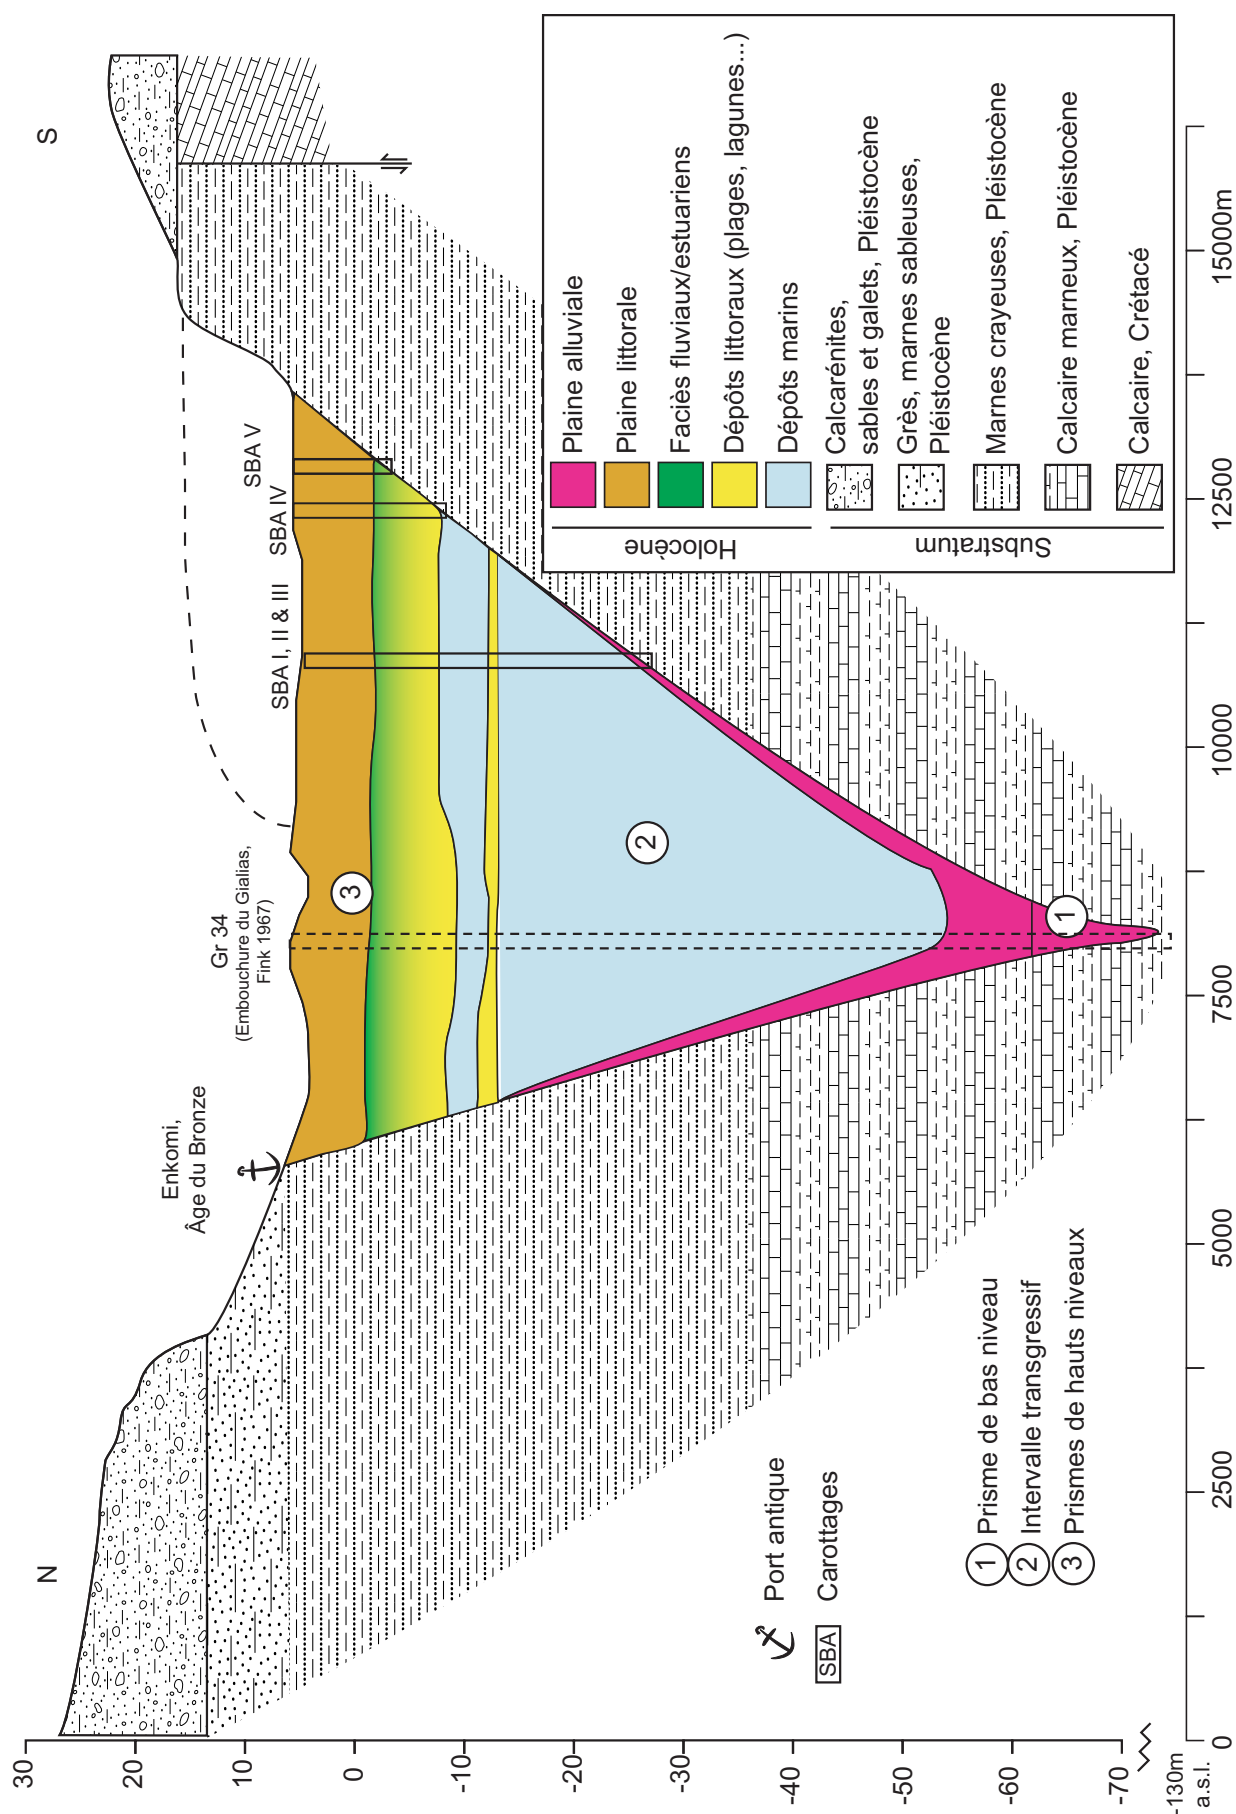 N
S
Enkomi,
Âge du Bronze
Gr 34
(Embouchure du Gialias,
Fink 1967)
SBA I, II & III
SBA IV
SBA V
30
20
10
0
-10
-20
-30
-40
-50
-60
-70
-130m
a.s.l.
3
2
1
Port antique
SBA
Carottages
1 Prisme de bas niveau
2 Intervalle transgressif
3 Prismes de hauts niveaux
Holocène
Plaine alluviale
Plaine littorale
Faciès fluviaux/estuariens
Dépôts littoraux (plages, lagunes...)
Dépôts marins
Substratum
Calcarénites,
sables et galets, Pléistocène
Grès, marnes sableuses,
Pléistocène
Marnes crayeuses, Pléistocène
Calcaire marneux, Pléistocène
Calcaire, Crétacé
0
2500
5000
7500
10000
12500
15000m